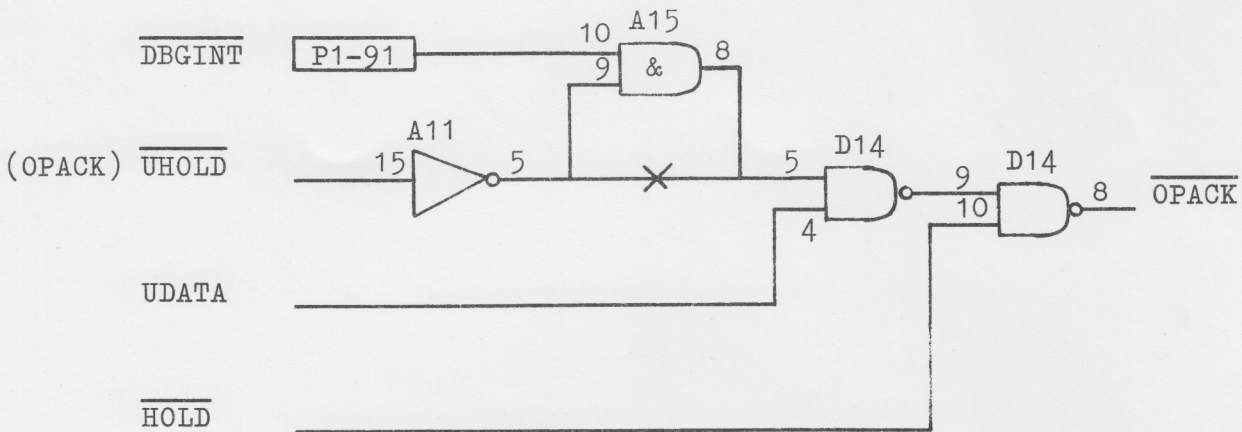 A15
DBGINT P1-91 10 8
9 &
A11
(OPACK) UHOLD 15 5 5 D14 D14
9 8 OPACK
10
4
UDATA
HOLD